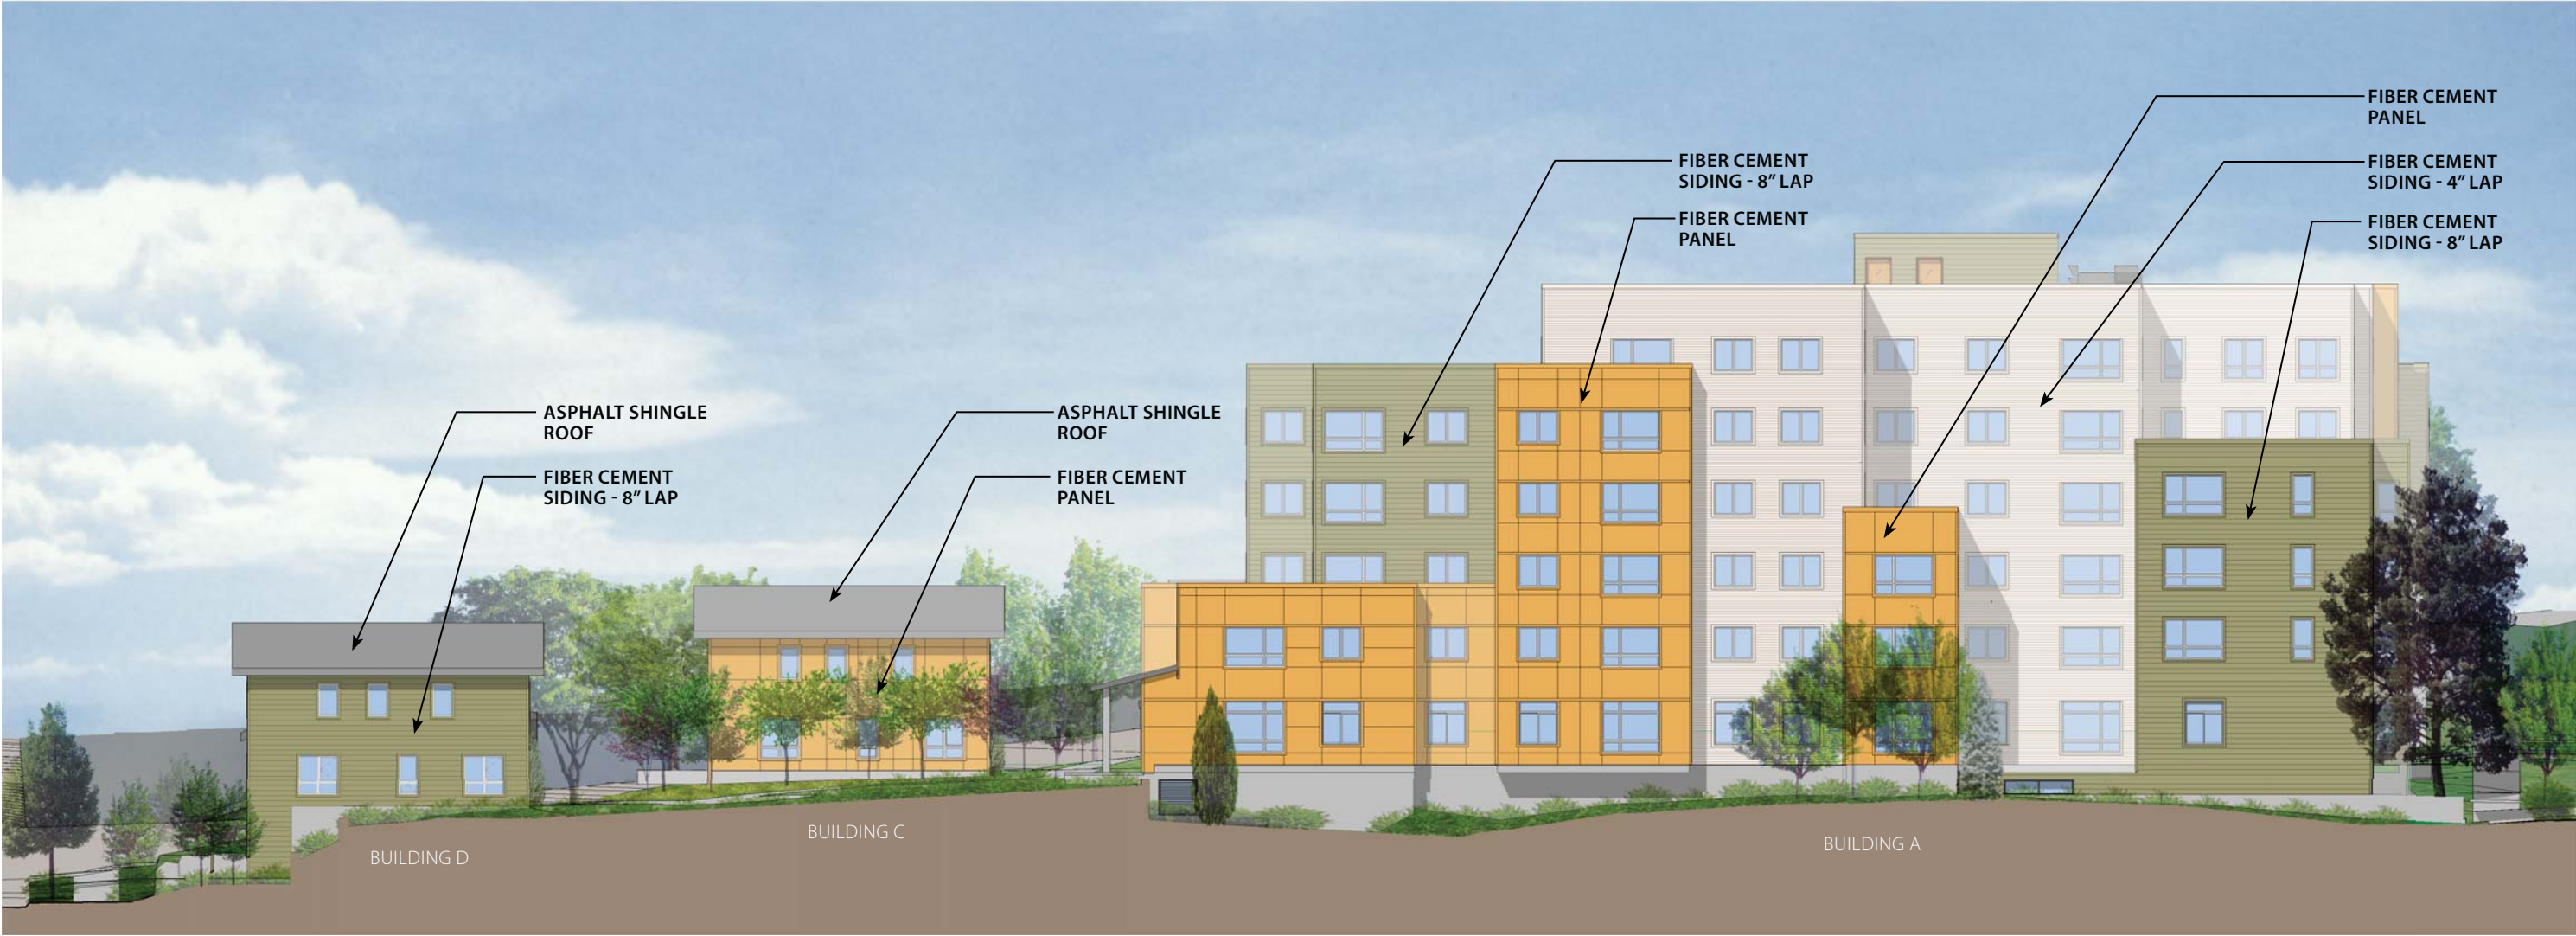 ASPHALT SHINGLE
ROOF
FIBER CEMENT
SIDING - 8" LAP
ASPHALT SHINGLE
ROOF
FIBER CEMENT
PANEL
FIBER CEMENT
SIDING - 8" LAP
FIBER CEMENT
PANEL
FIBER CEMENT
PANEL
FIBER CEMENT
SIDING - 4" LAP
FIBER CEMENT
SIDING - 8" LAP
BUILDING D
BUILDING C
BUILDING A